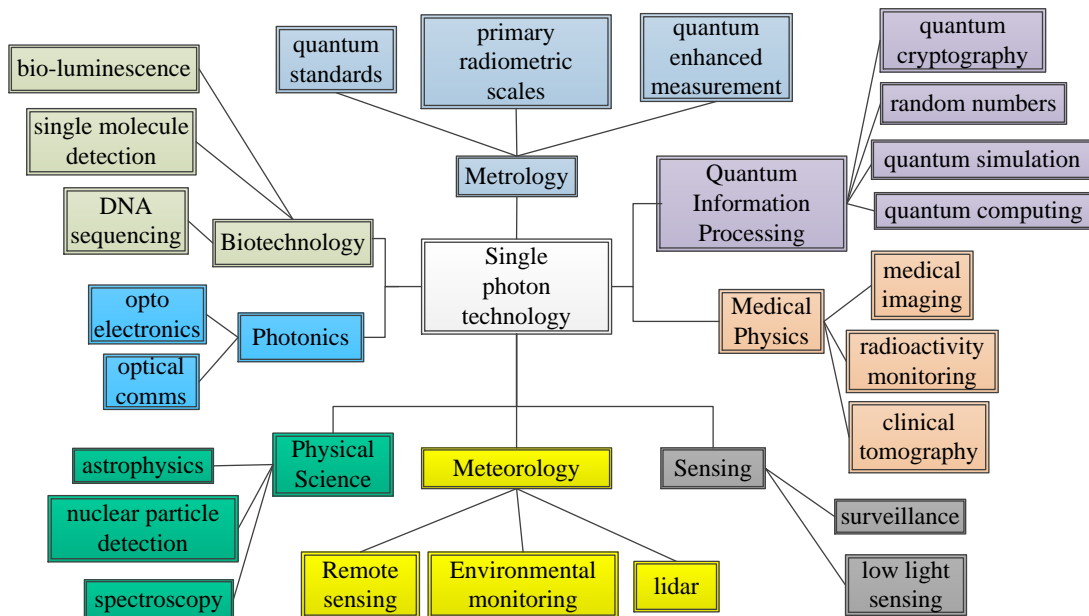 bio-luminescence
single molecule
detection
DNA
sequencing
Biotechnology
quantum
standards
primary
radiometric
scales
quantum
enhanced
measurement
Metrology
quantum
cryptography
random numbers
quantum simulation
quantum computing
Quantum
Information
Processing
Single
photon
technology
opto
electronics
optical
comms
Photonics
Medical
Physics
medical
imaging
radioactivity
monitoring
clinical
tomography
Physical
Science
astrophysics
nuclear particle
detection
spectroscopy
Meteorology
Remote
sensing
Environmental
monitoring
lidar
Sensing
surveillance
low light
sensing